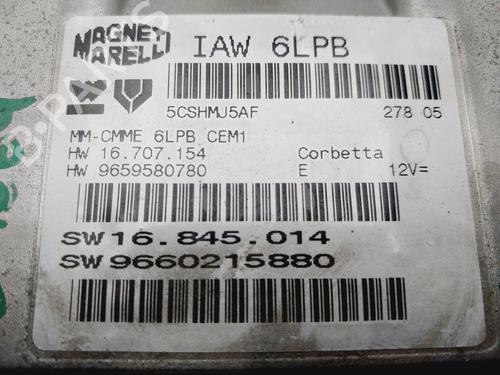 MAGNETI
MARELLI
IAW 6LPB
5CSHMJ5AF 278 05
MM-CMME 6LPB CEM1
HW 16.707.154 Corbetta
HW 9659580780 E 12V=
SW 16.845.014
SW 9660215880
B-PARTS